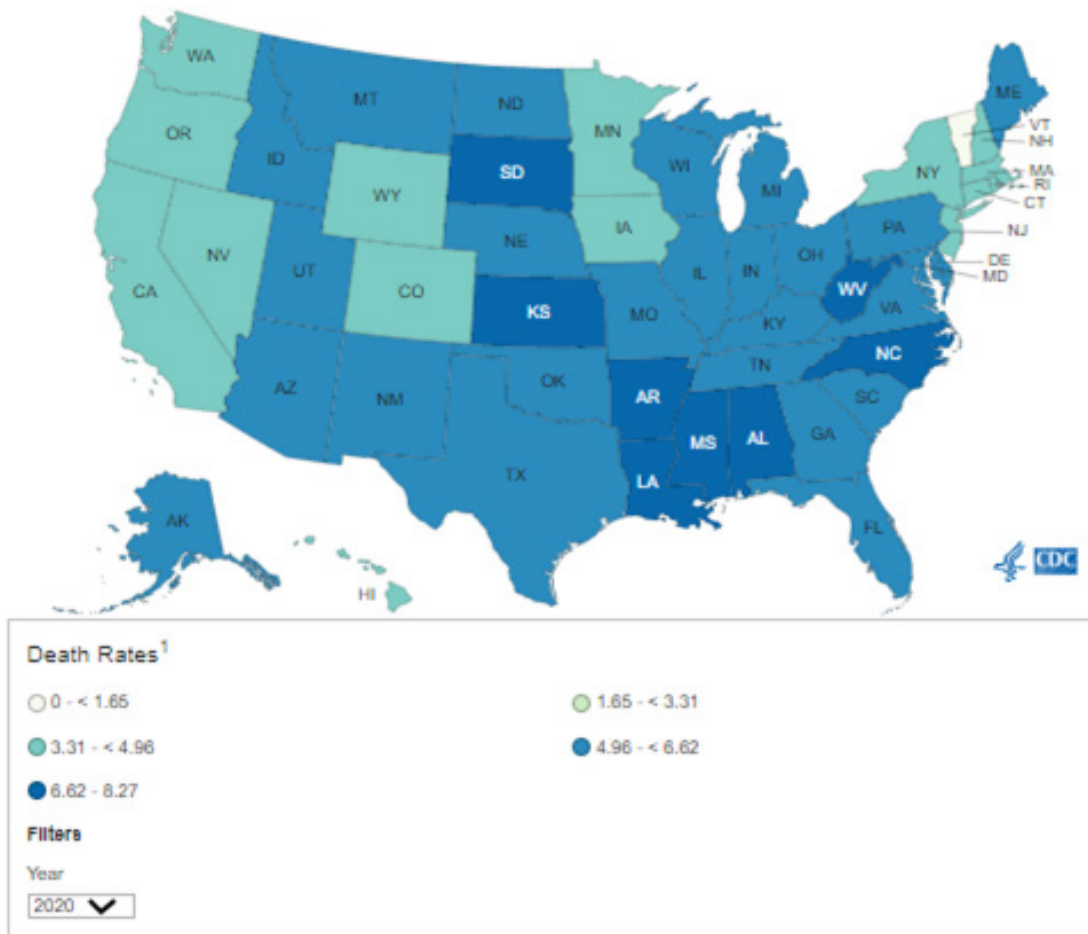 WA
MT
ND
MN
ME
VT
NH
OR
ID
SD
WI
MI
NY
MA
RI
CT
WY
IA
PA
NJ
NV
NE
OH
DE
MD
UT
IL
IN
CA
CO
WV
VA
KS
MO
KY
NC
TN
AZ
NM
OK
AR
SC
MS
AL
GA
TX
LA
AK
FL
HI
CDC
Death Rates1
0 - < 1.65
1.65 - < 3.31
3.31 - < 4.96
4.96 - < 6.62
6.62 - 8.27
Filters
Year
2020